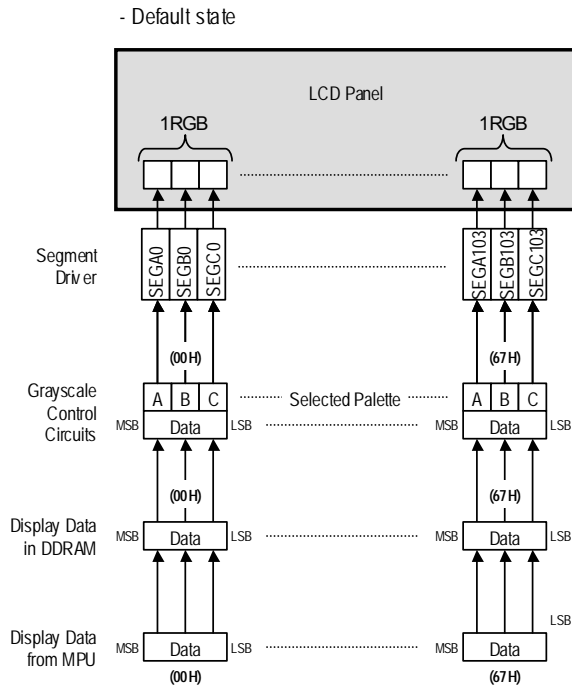 - Default state
LCD Panel
1RGB 1RGB
Segment
Driver
SEGA0 SEGB0 SEGC0 SEGA103 SEGB103 SEGC103
(00H) (67H)
Grayscale
Control
Circuits
A B C Selected Palette A B C
MSB Data LSB MSB Data LSB
(00H) (67H)
Display Data
in DDRAM
MSB Data LSB MSB Data LSB
LSB
Display Data
from MPU
MSB Data LSB MSB Data
(00H) (67H)